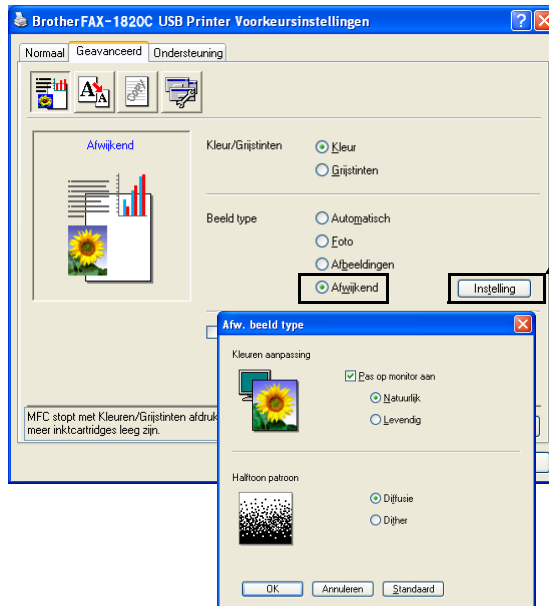 BrotherFAX-1820C USB Printer Voorkeursinstellingen
Normaal Geavanceerd Ondersteuning
Afwijkend
Kleur/Grijstinten
Kleur
Grijstinten
Beeld type
Automatisch
Foto
Afbeeldingen
Afwijkend
Instelling
Afw. beeld type
Kleuren aanpassing
Pas op monitor aan
Natuurlijk
Levendig
Halftoon patroon
Diffusie
Dither
OK Annuleren Standaard
MFC stopt met Kleuren/Grijstinten afdruk
meer inktcartridges leeg zijn.